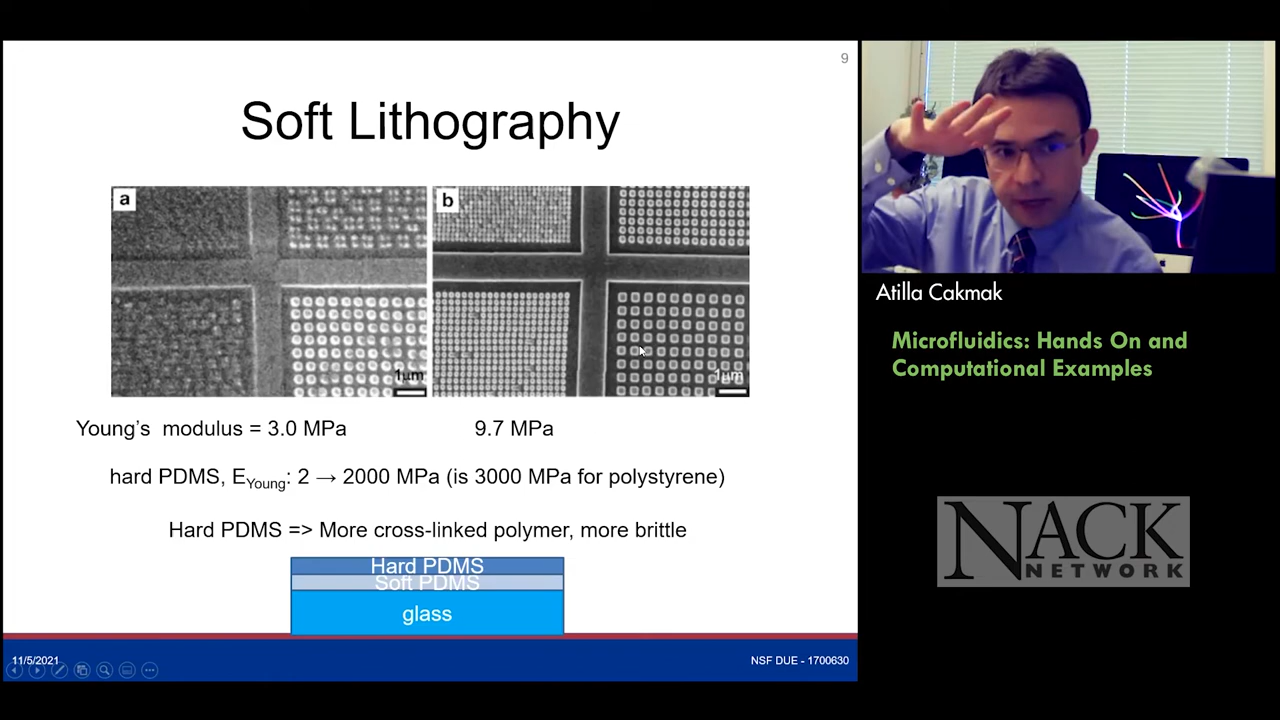 9
Soft Lithography
a
b
1μm
1μm
Young's modulus = 3.0 MPa
9.7 MPa
hard PDMS, EYoung: 2 → 2000 MPa (is 3000 MPa for polystyrene)
Hard PDMS => More cross-linked polymer, more brittle
Hard PDMS
Soft PDMS
glass
11/5/2021
NSF DUE - 1700630
Atilla Cakmak
Microfluidics: Hands On and
Computational Examples
NACK
NETWORK